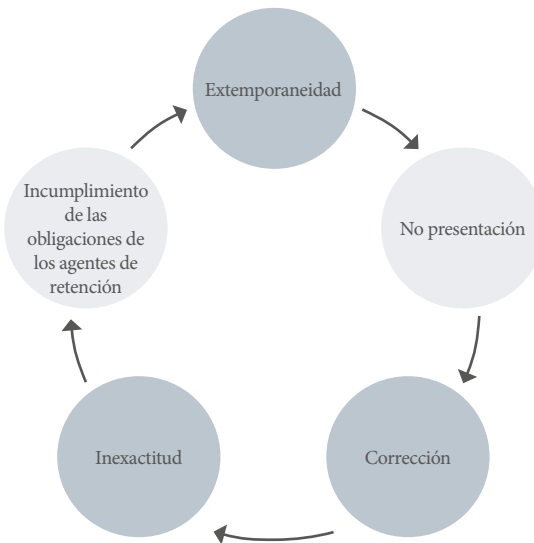 Extemporaneidad
No presentación
Corrección
Inexactitud
Incumplimiento
de las
obligaciones de
los agentes de
retención